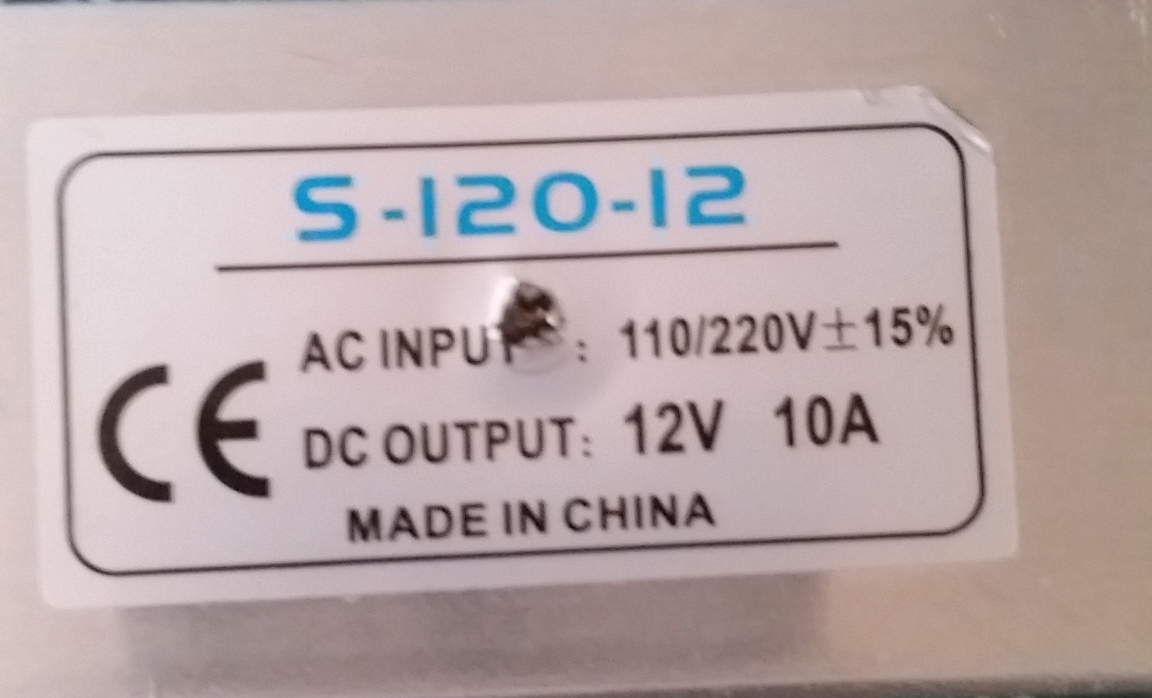 S-120-12
AC INPUT: 110/220V±15%
CE
DC OUTPUT: 12V 10A
MADE IN CHINA